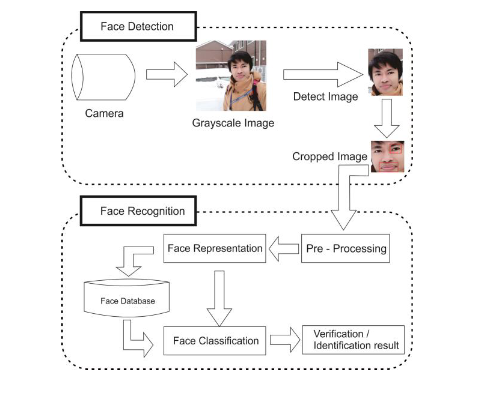 Face Detection
Camera
Grayscale Image
Detect Image
Cropped Image
Face Recognition
Face Representation
Pre - Processing
Face Database
Face Classification
Verification /
Identification result